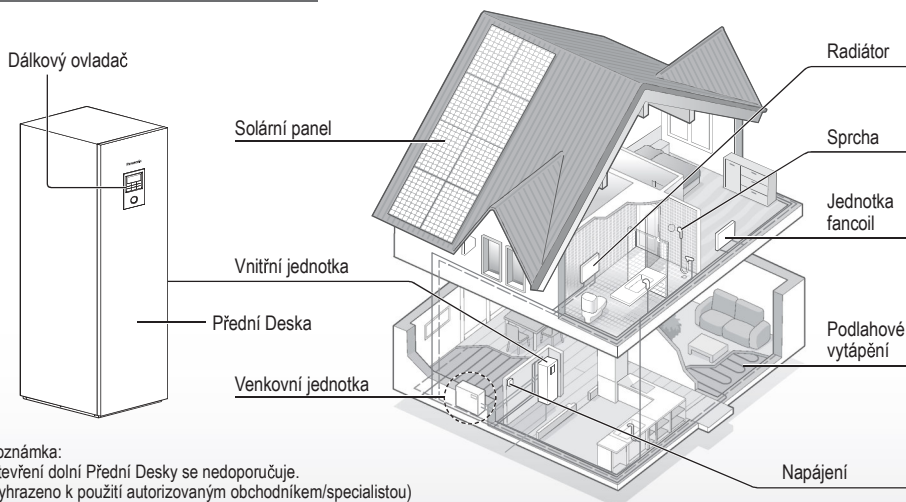 Dálkový ovladač
Solární panel
Vnitřní jednotka
Přední Deska
Venkovní jednotka
Radiátor
Sprcha
Jednotka
fancoil
Podlahové
vytápění
Napájení
oznámka:
tevření dolní Přední Desky se nedoporučuje.
yhrazeno k použití autorizovaným obchodníkem/specialistou)